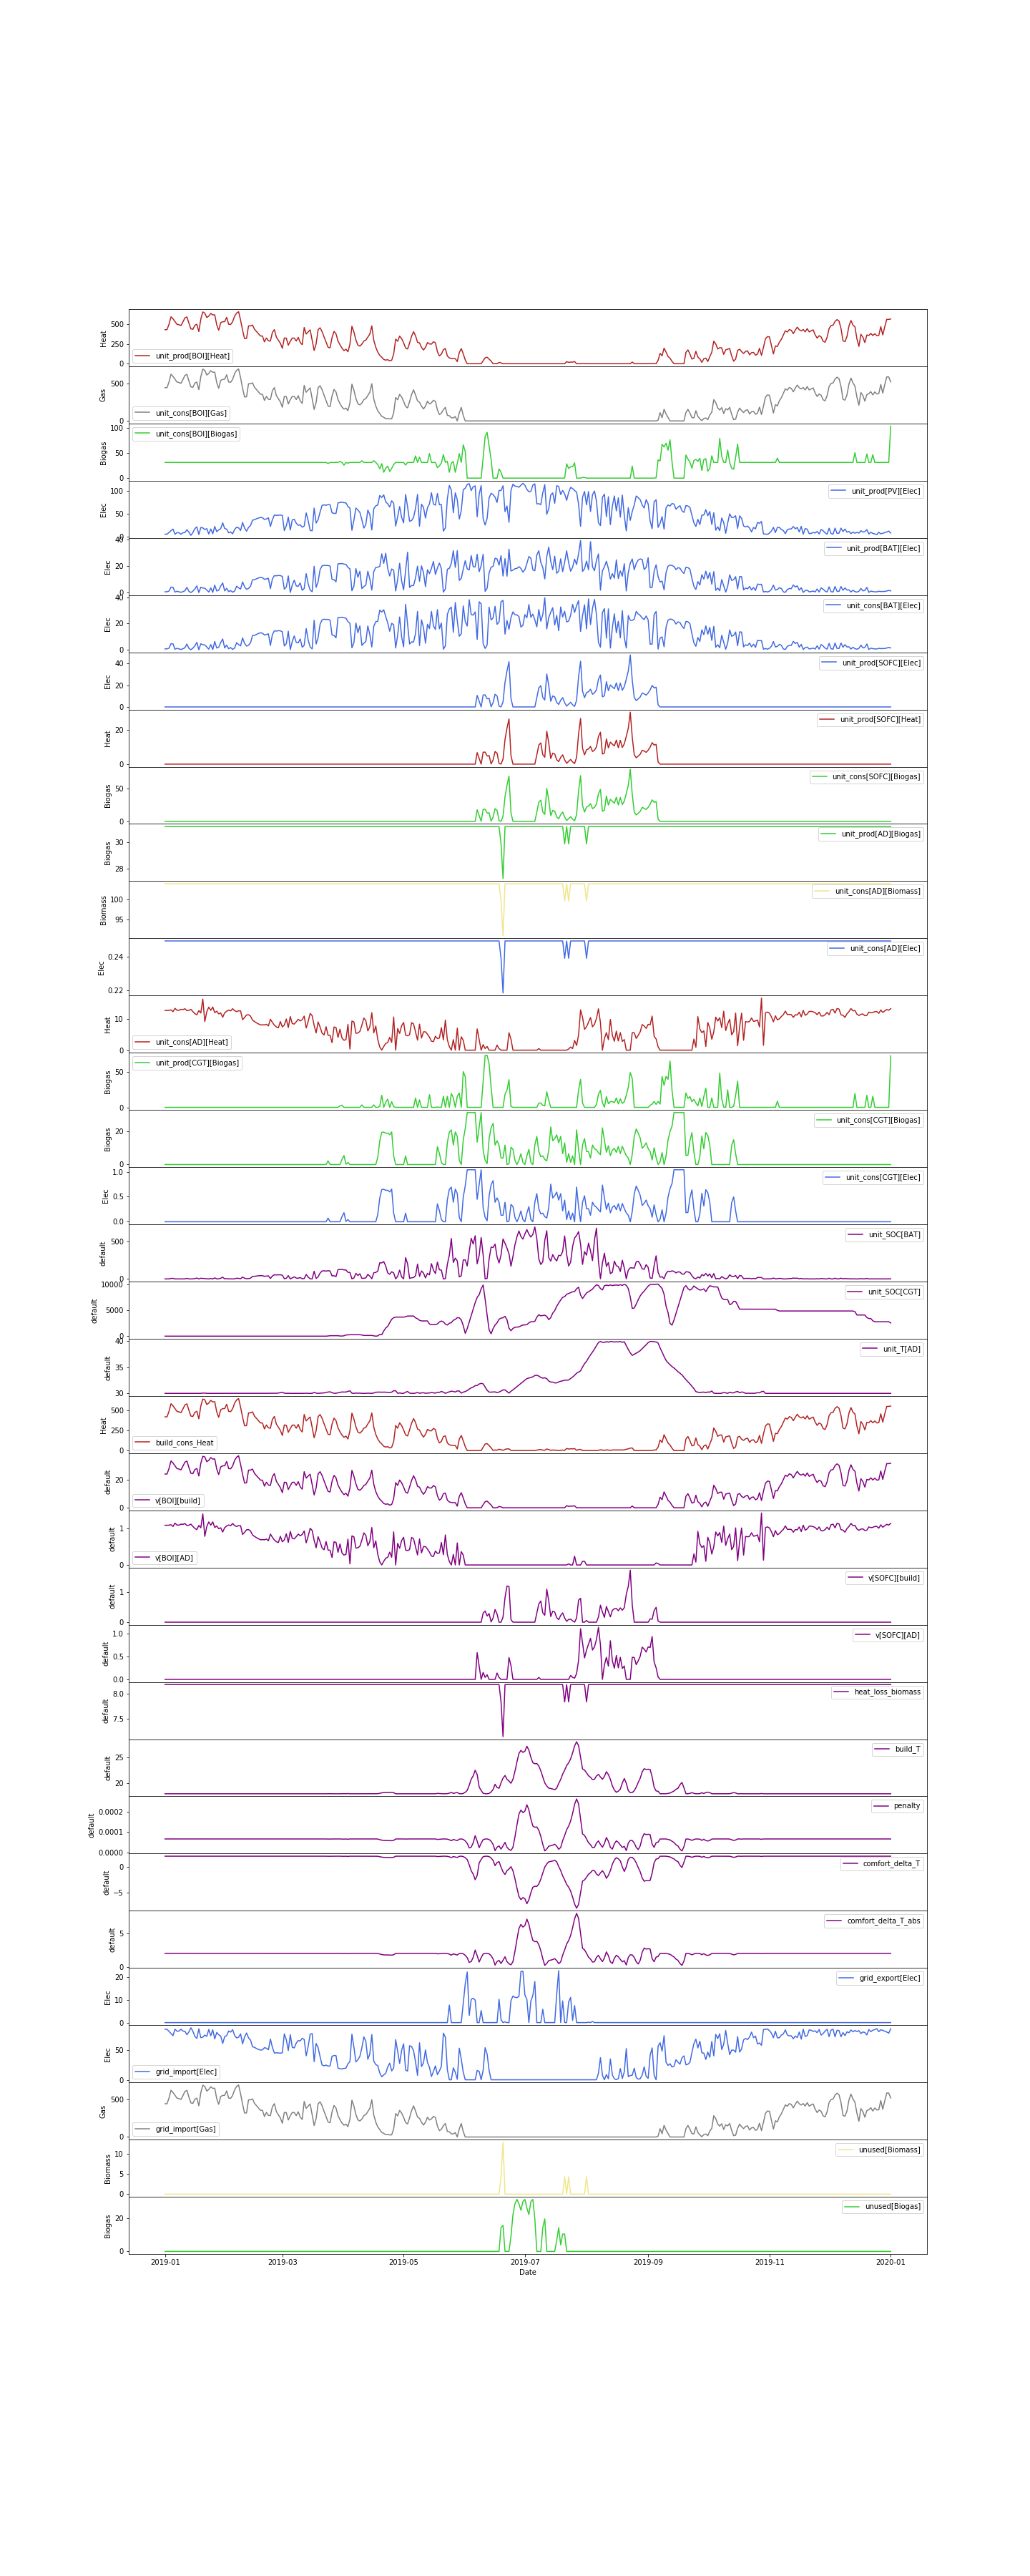 Heat
500
0
unit_prod[BOI][Heat]
Gas
500
0
unit_cons[BOI][Gas]
Biogas
100
50
0
unit_cons[BOI][Biogas]
Elec
100
50
0
unit_prod[PV][Elec]
Elec
40
20
0
unit_prod[BAT][Elec]
Elec
40
20
0
unit_cons[BAT][Elec]
Elec
40
20
0
unit_prod[SOFC][Elec]
Heat
20
0
unit_prod[SOFC][Heat]
Biogas
50
0
unit_cons[SOFC][Biogas]
Biogas
30
28
unit_prod[AD][Biogas]
Biomass
100
95
unit_cons[AD][Biomass]
Elec
0.24
0.22
unit_cons[AD][Elec]
Heat
10
0
unit_cons[AD][Heat]
Biogas
50
0
unit_prod[CGT][Biogas]
Biogas
20
0
unit_cons[CGT][Biogas]
Elec
1.0
0.5
0.0
unit_cons[CGT][Elec]
default
500
0
unit_SOC[BAT]
default
10000
5000
0
unit_SOC[CGT]
default
40
35
30
unit_T[AD]
Heat
500
250
0
build_cons_Heat
default
20
0
v[BOI][build]
default
1
0
v[BOI][AD]
default
1
0
v[SOFC][build]
default
1.0
0.5
0.0
v[SOFC][AD]
default
8.0
7.5
heat_loss_biomass
default
25
20
build_T
default
0.0002
0.0001
0.0000
penalty
default
0
−5
comfort_delta_T
default
5
0
comfort_delta_T_abs
Elec
20
10
0
grid_export[Elec]
Elec
50
0
grid_import[Elec]
Gas
500
0
grid_import[Gas]
Biomass
10
5
0
unused[Biomass]
Biogas
20
0
unused[Biogas]
2019-01 2019-03 2019-05 2019-07 2019-09 2019-11 2020-01
Date